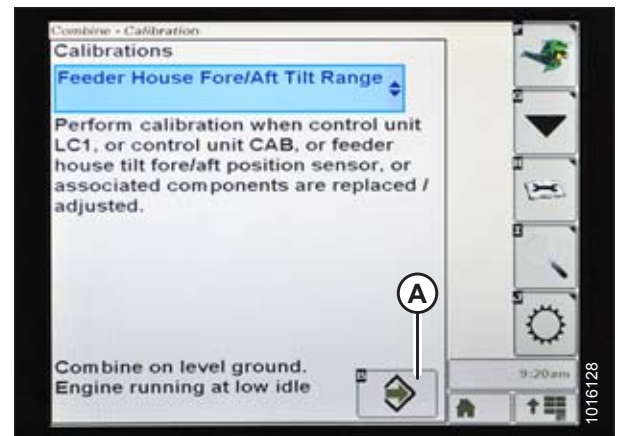 Combine - Calibration
Calibrations
Feeder House Fore/Aft Tilt Range
Perform calibration when control unit
LC1, or control unit CAB, or feeder
house tilt fore/aft position sensor, or
associated components are replaced /
adjusted.
A
Combine on level ground.
Engine running at low idle
9:20am
1016128